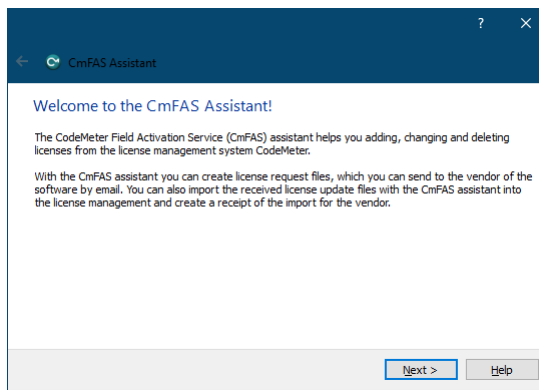 ?
CmFAS Assistant
Welcome to the CmFAS Assistant!
The CodeMeter Field Activation Service (CmFAS) assistant helps you adding, changing and deleting
licenses from the license management system CodeMeter.
With the CmFAS assistant you can create license request files, which you can send to the vendor of the
software by email. You can also import the received license update files with the CmFAS assistant into
the license management and create a receipt of the import for the vendor.
Next > Help